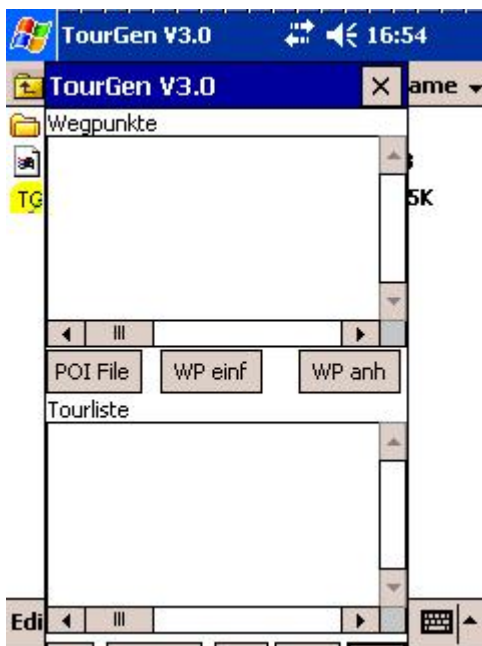 TourGen V3.0 16:54
TourGen V3.0
ame
Wegpunkte
TG
5K
POI File WP einf WP anh
Tourliste
Edi